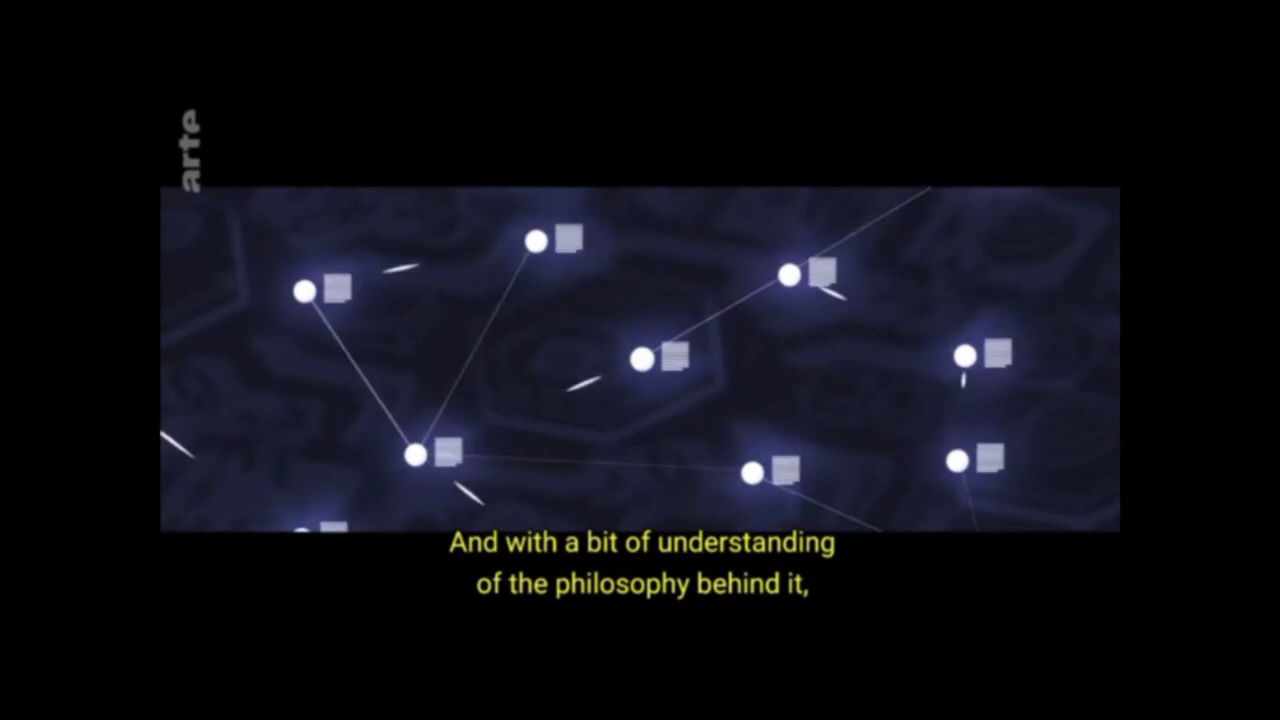 arte
And with a bit of understanding
of the philosophy behind it,